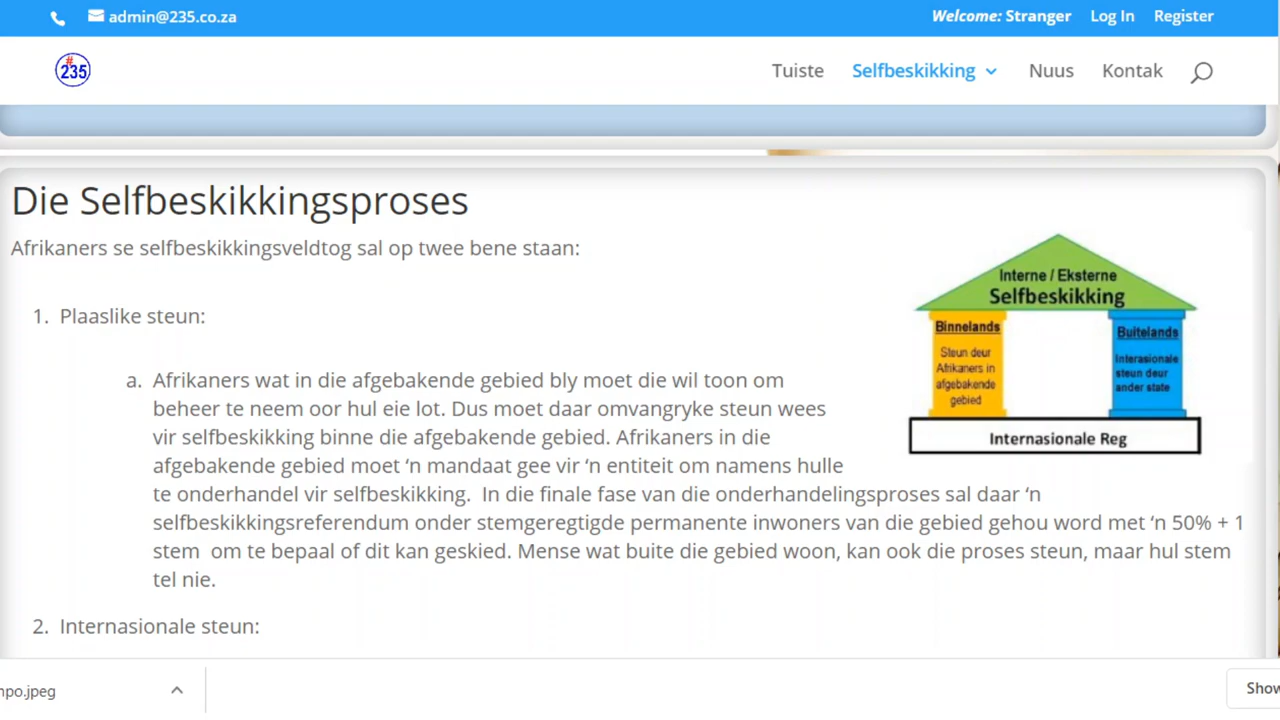 admin@235.co.za
Welcome: Stranger Log In Register
#
235
Tuiste Selfbeskikking Nuus Kontak
Die Selfbeskikkingsproses
Afrikaners se selfbeskikkingsveldtog sal op twee bene staan:
1. Plaaslike steun:
a. Afrikaners wat in die afgebakende gebied bly moet die wil toon om
beheer te neem oor hul eie lot. Dus moet daar omvangryke steun wees
vir selfbeskikking binne die afgebakende gebied. Afrikaners in die
afgebakende gebied moet ‘n mandaat gee vir ‘n entiteit om namens hulle
te onderhandel vir selfbeskikking. In die finale fase van die onderhandelingsproses sal daar ‘n
selfbeskikkingsreferendum onder stemgeregtigde permanente inwoners van die gebied gehou word met ‘n 50% + 1
stem om te bepaal of dit kan geskied. Mense wat buite die gebied woon, kan ook die proses steun, maar hul stem
tel nie.
2. Internasionale steun:
Interne / Eksterne
Selfbeskikking
Binnelands
Steun deur
Afrikaners in
afgebakende
gebied
Buitelands
Interasionale
steun deur
ander state
Internasionale Reg
npo.jpeg
Show